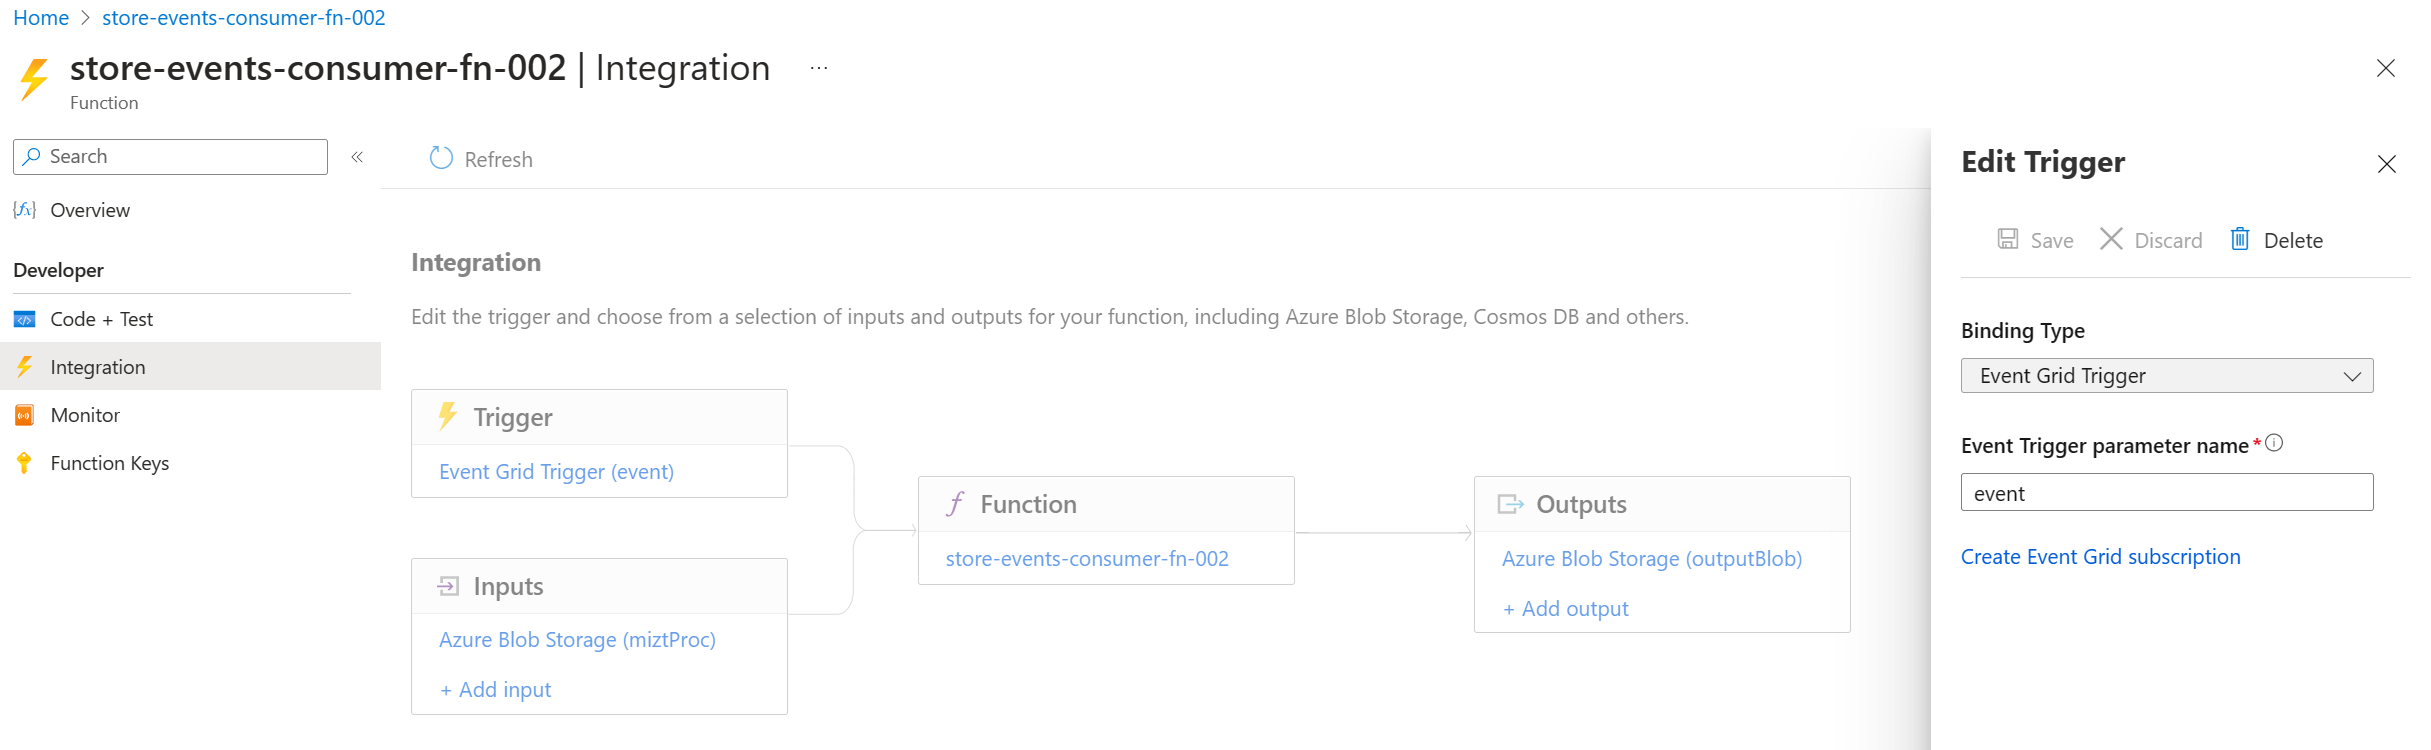 Home > store-events-consumer-fn-002
store-events-consumer-fn-002 | Integration ...
Function
Search
«
Overview
Developer
Code + Test
Integration
Monitor
Function Keys
Refresh
Integration
Edit the trigger and choose from a selection of inputs and outputs for your function, including Azure Blob Storage, Cosmos DB and others.
Trigger
Event Grid Trigger (event)
Inputs
Azure Blob Storage (miztProc)
+ Add input
f Function
store-events-consumer-fn-002
Outputs
Azure Blob Storage (outputBlob)
+ Add output
Edit Trigger
Save Discard Delete
Binding Type
Event Grid Trigger
Event Trigger parameter name *
event
Create Event Grid subscription